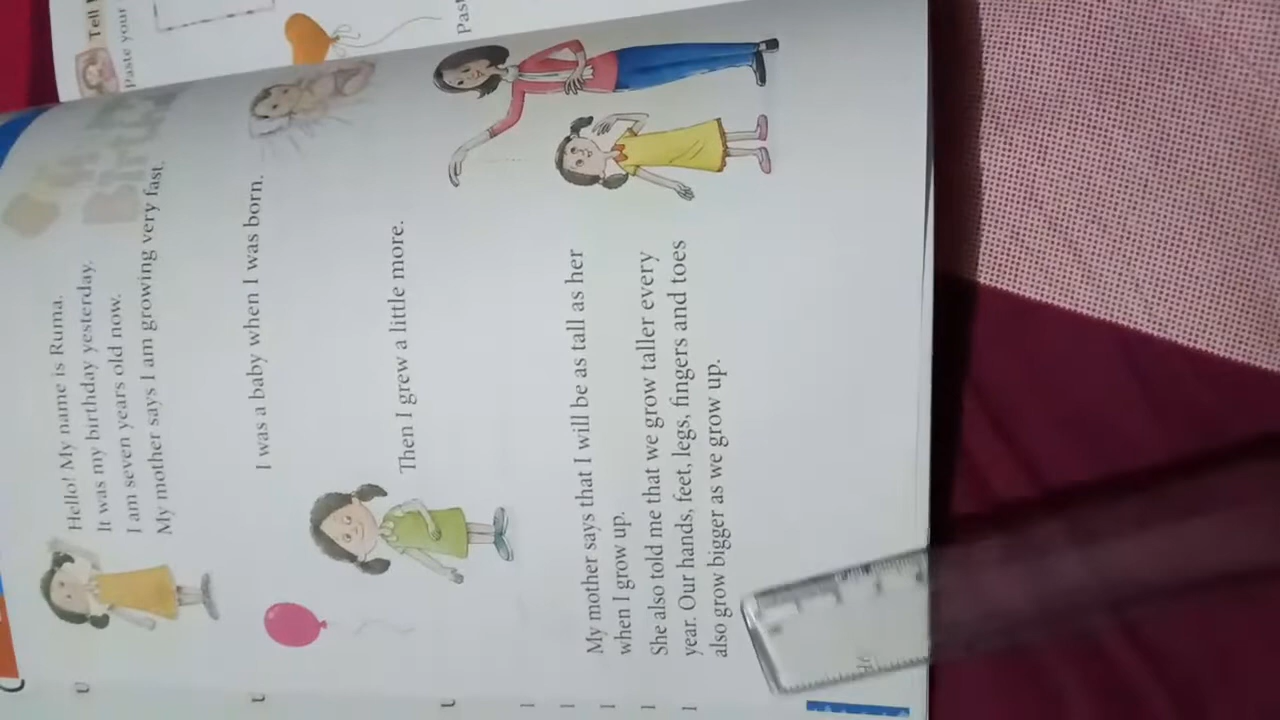 Hello! My name is Ruma.
It was my birthday yesterday.
I am seven years old now.
My mother says I am growing very fast.
I was a baby when I was born.
Then I grew a little more.
My mother says that I will be as tall as her
when I grow up.
She also told me that we grow taller every
year. Our hands, feet, legs, fingers and toes
also grow bigger as we grow up.
Tell
Paste your